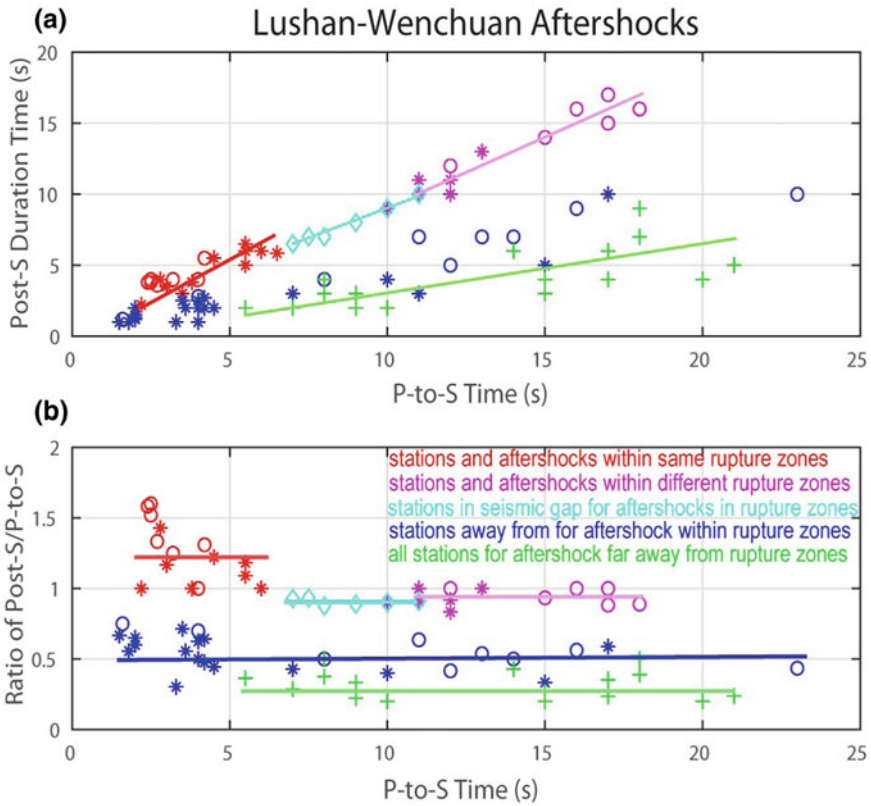 (a)
Lushan-Wenchuan Aftershocks
20
15
10
5
0
Post-S Duration Time (s)
0 5 10 15 20 25
P-to-S Time (s)
(b)
2
1.5
1
0.5
0
Ratio of Post-S/P-to-S
stations and aftershocks within same rupture zones
stations and aftershocks within different rupture zones
stations in seismic gap for aftershocks in rupture zones
stations away from for aftershock within rupture zones
all stations for aftershock far away from rupture zones
0 5 10 15 20 25
P-to-S Time (s)